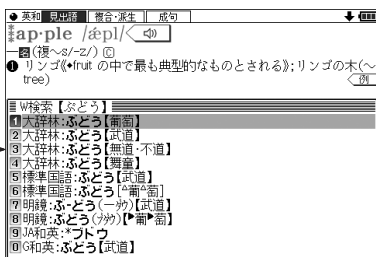 英和 見出語 複合・派生 成句
ap·ple /ǽpl/
一名(複~s/-z/) C
❶ リンゴ《◆fruit の中で最も典型的なものとされる》;リンゴの木(~
tree) 例
W検索【ぶどう】
1大辞林:ぶどう【葡萄】
2大辞林:ぶどう【武道】
3大辞林:ぶどう【無道・不道】
4大辞林:ぶどう【舞童】
5標準国語:ぶどう【武道】
6標準国語:ぶどう[^葡^萄]
7明鏡:ぶ-どう(―ダウ)【武道】
8明鏡:ぶどう(ダウ)【▶葡▶萄】
9JA和英:*ブドウ
0G和英:ぶどう【武道】